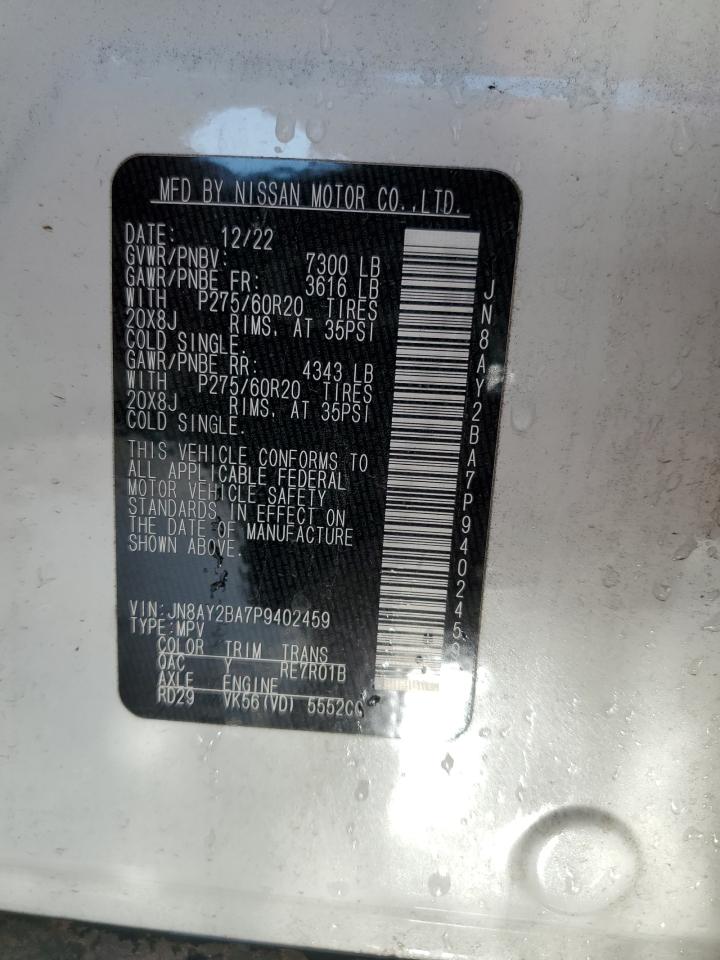 MFD BY NISSAN MOTOR CO.,LTD.
DATE: 12/22
GVWR/PNBV: 7300 LB
GAWR/PNBE FR: 3616 LB
WITH P275/60R20 TIRES
20X8J RIMS, AT 35PSI
COLD SINGLE.
GAWR/PNBE RR: 4343 LB
WITH P275/60R20 TIRES
20X8J RIMS, AT 35PSI
COLD SINGLE.
THIS VEHICLE CONFORMS TO
ALL APPLICABLE FEDERAL
MOTOR VEHICLE SAFETY
STANDARDS IN EFFECT ON
THE DATE OF MANUFACTURE
SHOWN ABOVE.
VIN:JN8AY2BA7P9402459
TYPE:MPV
COLOR TRIM TRANS
QAC Y RE7R01B
AXLE ENGINE
RD29 VK56(VD) 5552CC
JN8AY2BA7P9402459